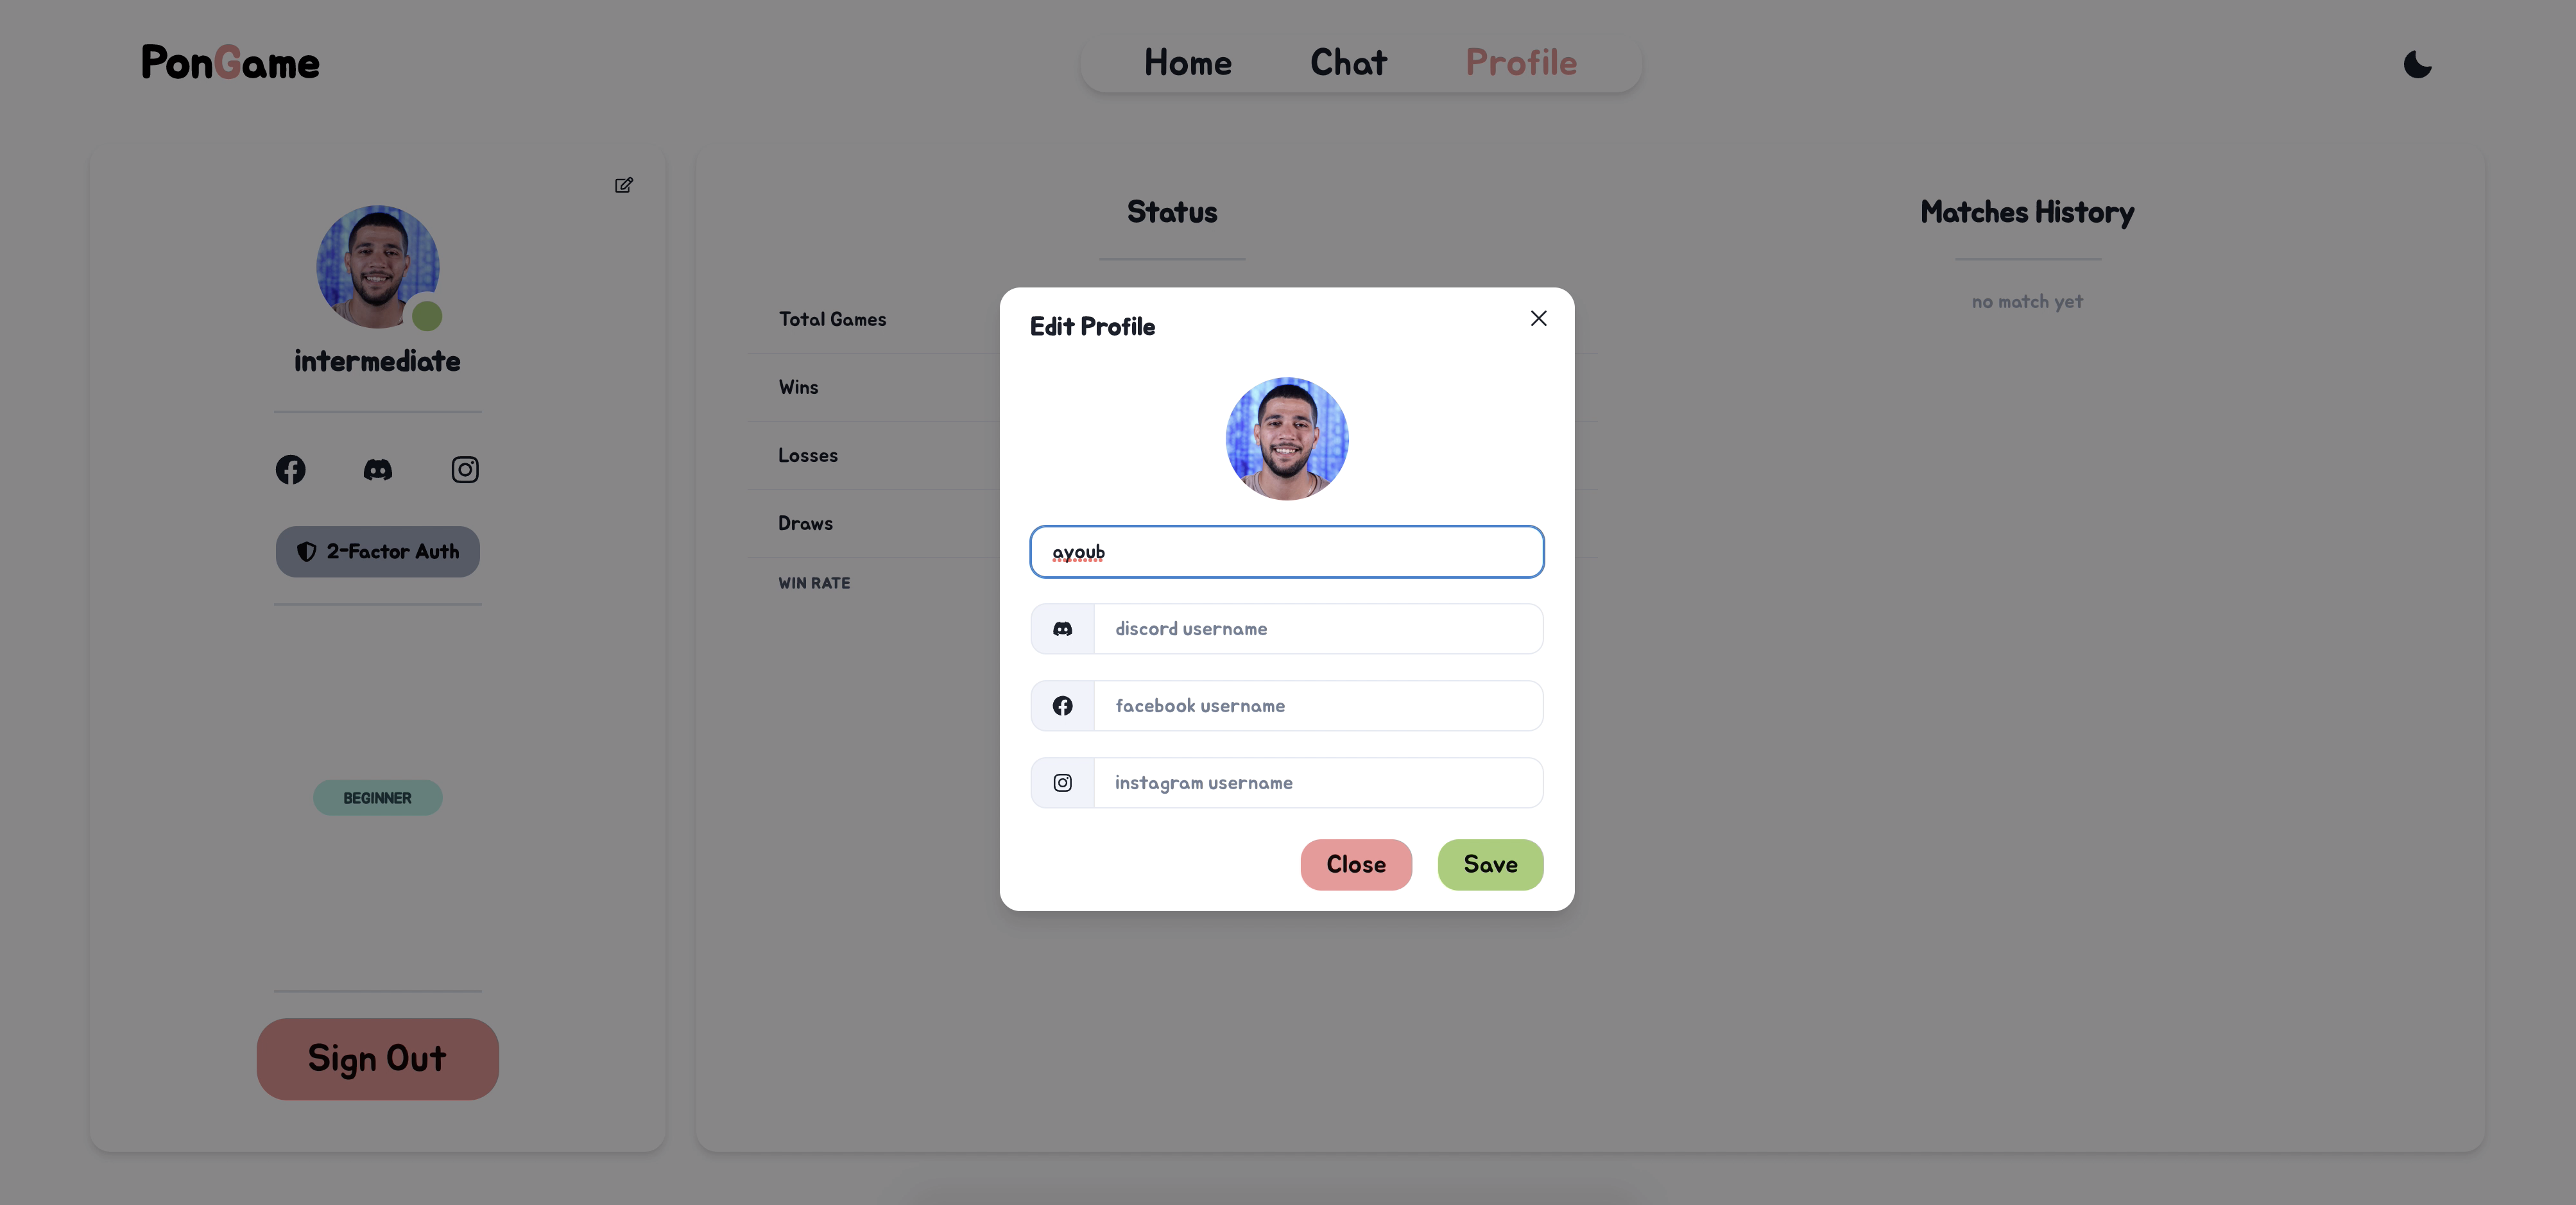 PonGame
Home Chat Profile
intermediate
2-Factor Auth
BEGINNER
Sign Out
Status
Total Games
Wins
Losses
Draws
WIN RATE
Matches History
no match yet
Edit Profile
ayoub
discord username
facebook username
instagram username
Close Save